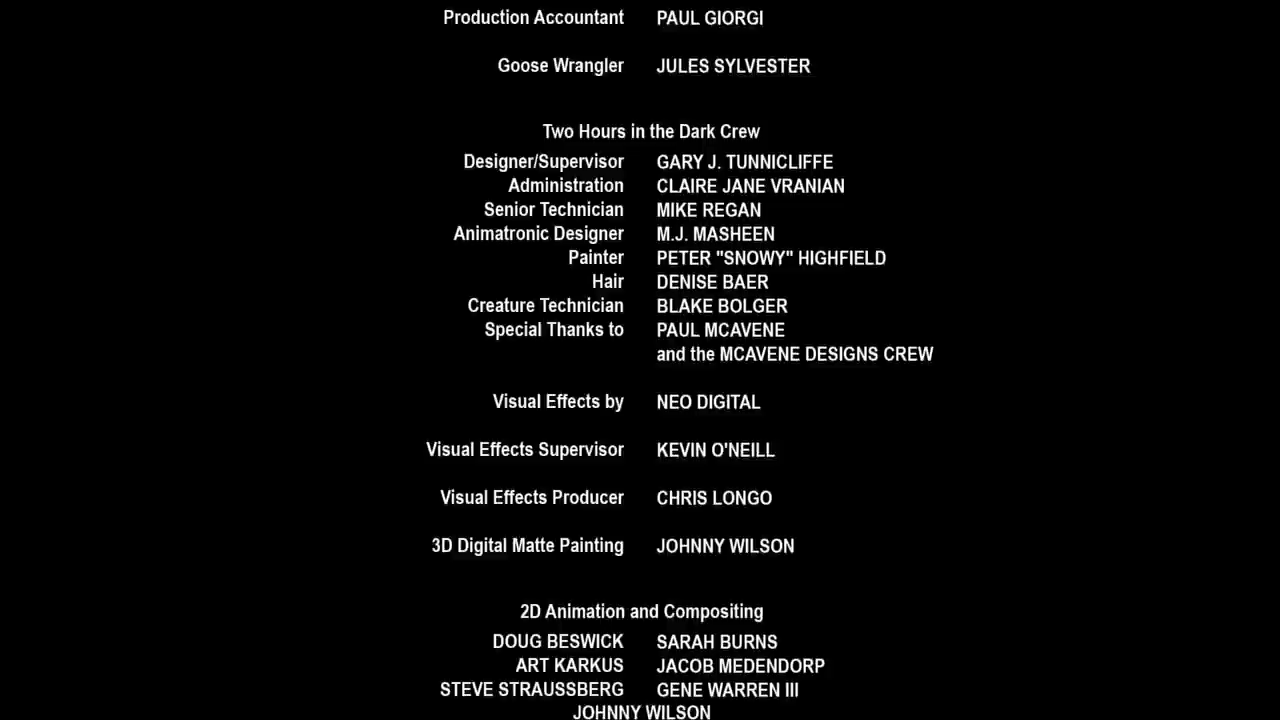 Production Accountant PAUL GIORGI
Goose Wrangler JULES SYLVESTER
Two Hours in the Dark Crew
Designer/Supervisor GARY J. TUNNICLIFFE
Administration CLAIRE JANE VRANIAN
Senior Technician MIKE REGAN
Animatronic Designer M.J. MASHEEN
Painter PETER "SNOWY" HIGHFIELD
Hair DENISE BAER
Creature Technician BLAKE BOLGER
Special Thanks to PAUL MCAVENE
and the MCAVENE DESIGNS CREW
Visual Effects by NEO DIGITAL
Visual Effects Supervisor KEVIN O'NEILL
Visual Effects Producer CHRIS LONGO
3D Digital Matte Painting JOHNNY WILSON
2D Animation and Compositing
DOUG BESWICK SARAH BURNS
ART KARKUS JACOB MEDENDORP
STEVE STRAUSSBERG GENE WARREN III
JOHNNY WILSON